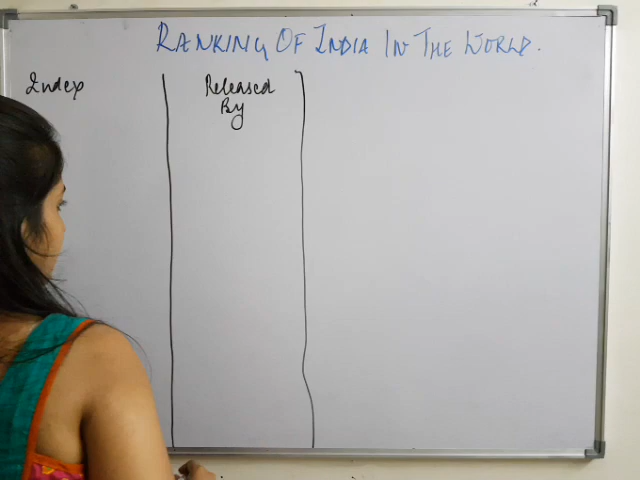 RANKING OF INDIA IN THE WORLD.
Index
Released
By